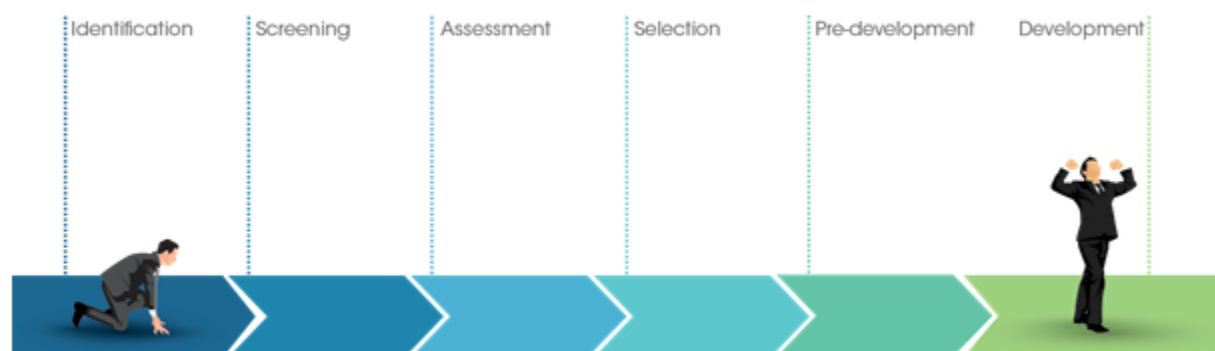 Identification
Screening
Assessment
Selection
Pre-development
Development